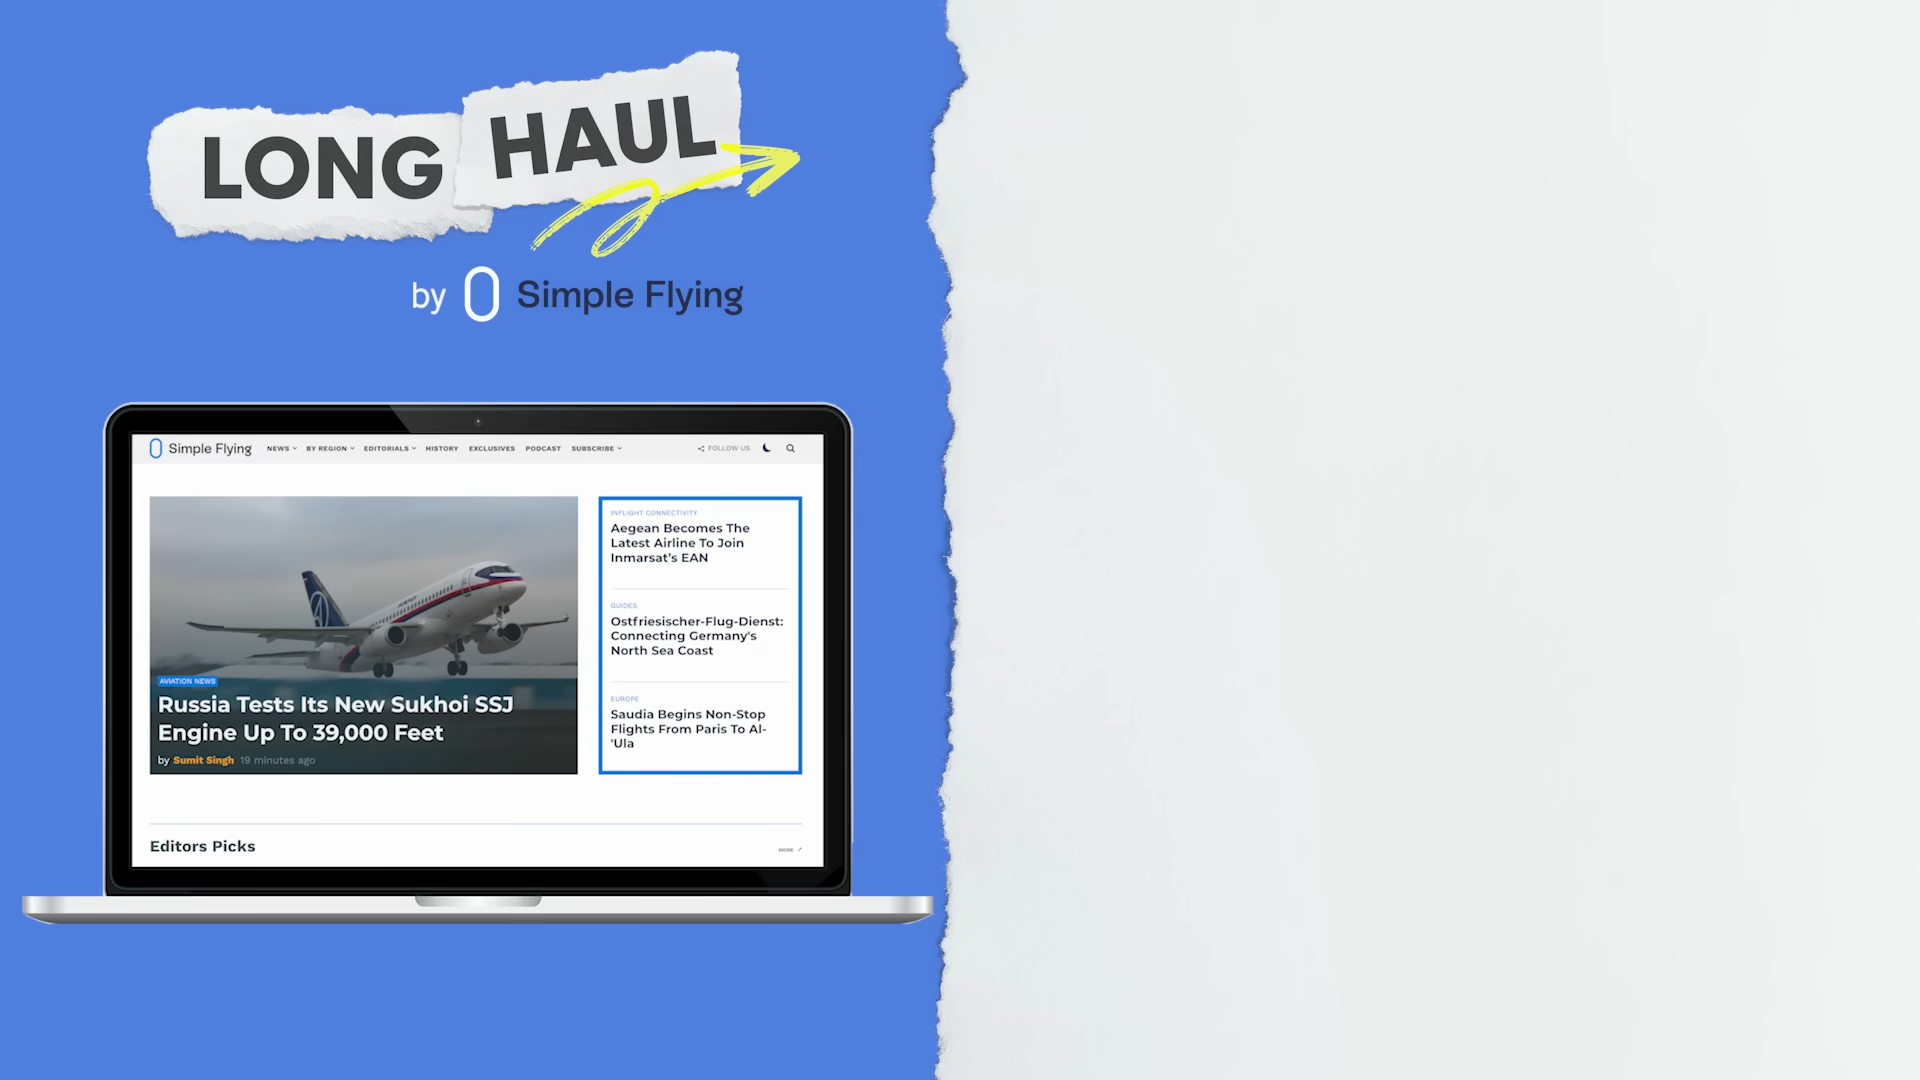 LONG HAUL
by Simple Flying
Simple Flying NEWS BY REGION EDITORIALS HISTORY EXCLUSIVES PODCAST SUBSCRIBE FOLLOW US
AVIATION NEWS
Russia Tests Its New Sukhoi SSJ
Engine Up To 39,000 Feet
by Sumit Singh 19 minutes ago
INFLIGHT CONNECTIVITY
Aegean Becomes The
Latest Airline To Join
Inmarsat's EAN
GUIDES
Ostfriesischer-Flug-Dienst:
Connecting Germany's
North Sea Coast
EUROPE
Saudia Begins Non-Stop
Flights From Paris To Al-
'Ula
Editors Picks
MORE